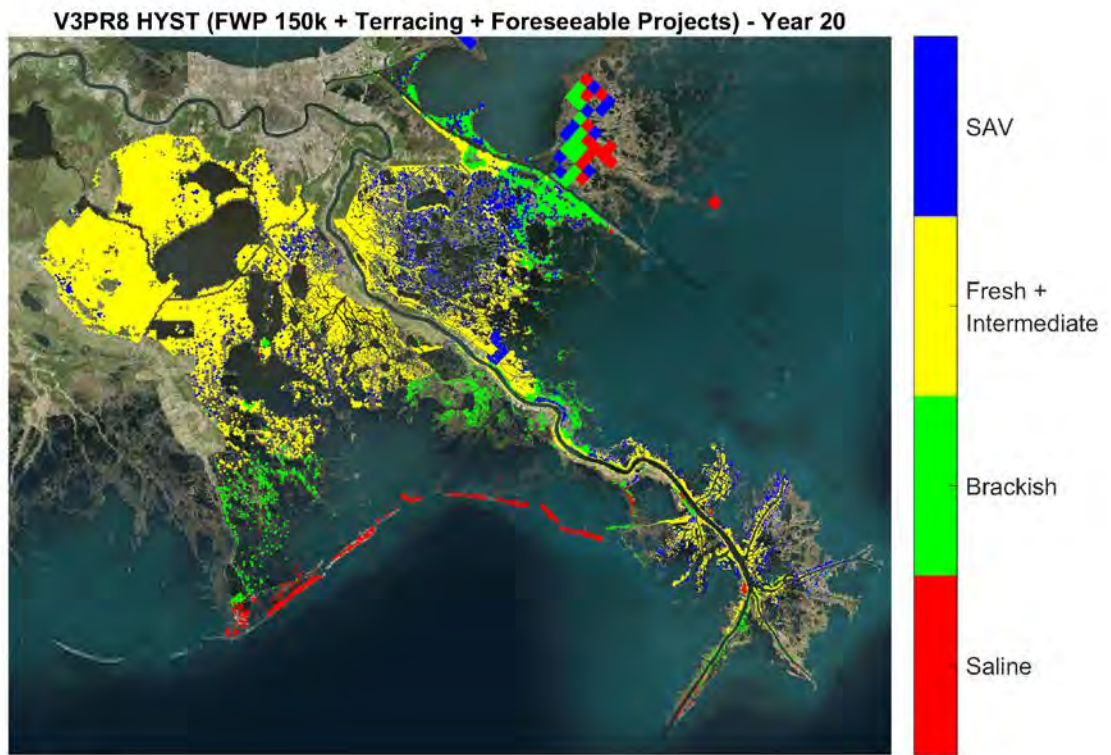 V3PR8 HYST (FWP 150k + Terracing + Foreseeable Projects) - Year 20
SAV
Fresh +
Intermediate
Brackish
Saline